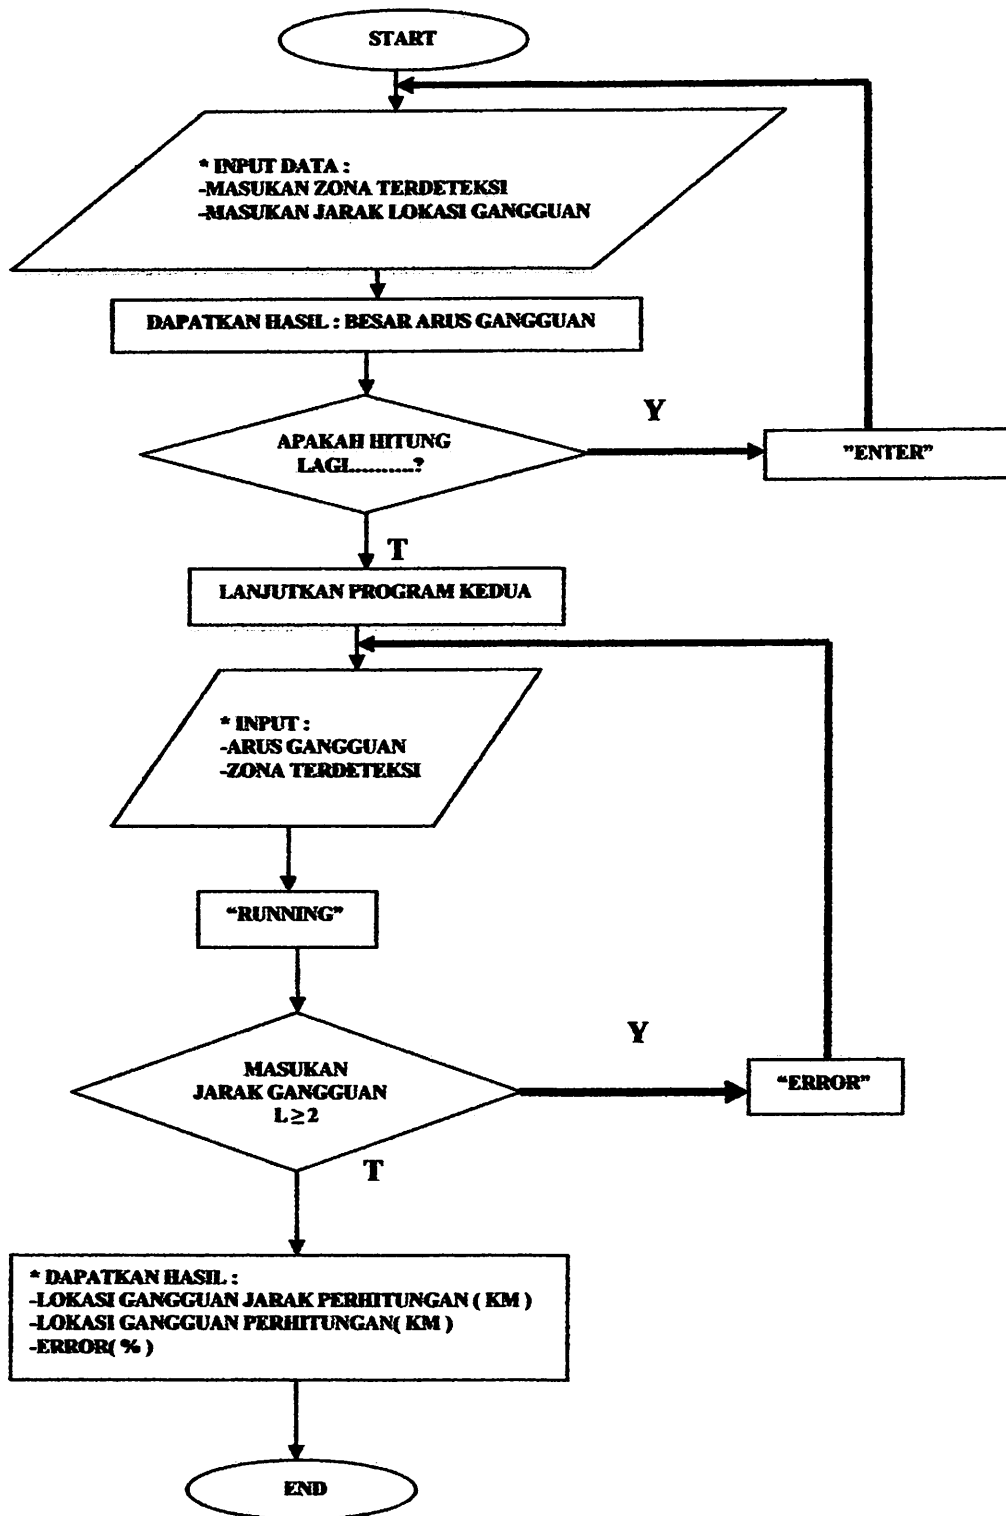 START
* INPUT DATA :
-MASUKAN ZONA TERDETEKSI
-MASUKAN JARAK LOKASI GANGGUAN
DAPATKAN HASIL : BESAR ARUS GANGGUAN
APAKAH HITUNG
LAGI...........?
Y
"ENTER"
T
LANJUTKAN PROGRAM KEDUA
* INPUT :
-ARUS GANGGUAN
-ZONA TERDETEKSI
“RUNNING”
MASUKAN
JARAK GANGGUAN
L ≥ 2
Y
“ERROR”
T
* DAPATKAN HASIL :
-LOKASI GANGGUAN JARAK PERHITUNGAN ( KM )
-LOKASI GANGGUAN PERHITUNGAN( KM )
-ERROR( % )
END